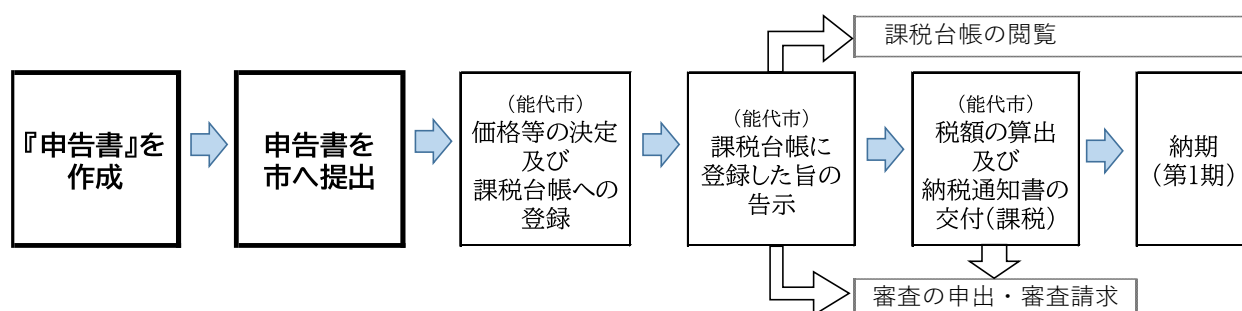 課税台帳の閲覧
『申告書』を
作成
申告書を
市へ提出
（能代市）
価格等の決定
及び
課税台帳への
登録
（能代市）
課税台帳に
登録した旨の
告示
（能代市）
税額の算出
及び
納税通知書の
交付（課税）
納期
（第1期）
審査の申出・審査請求